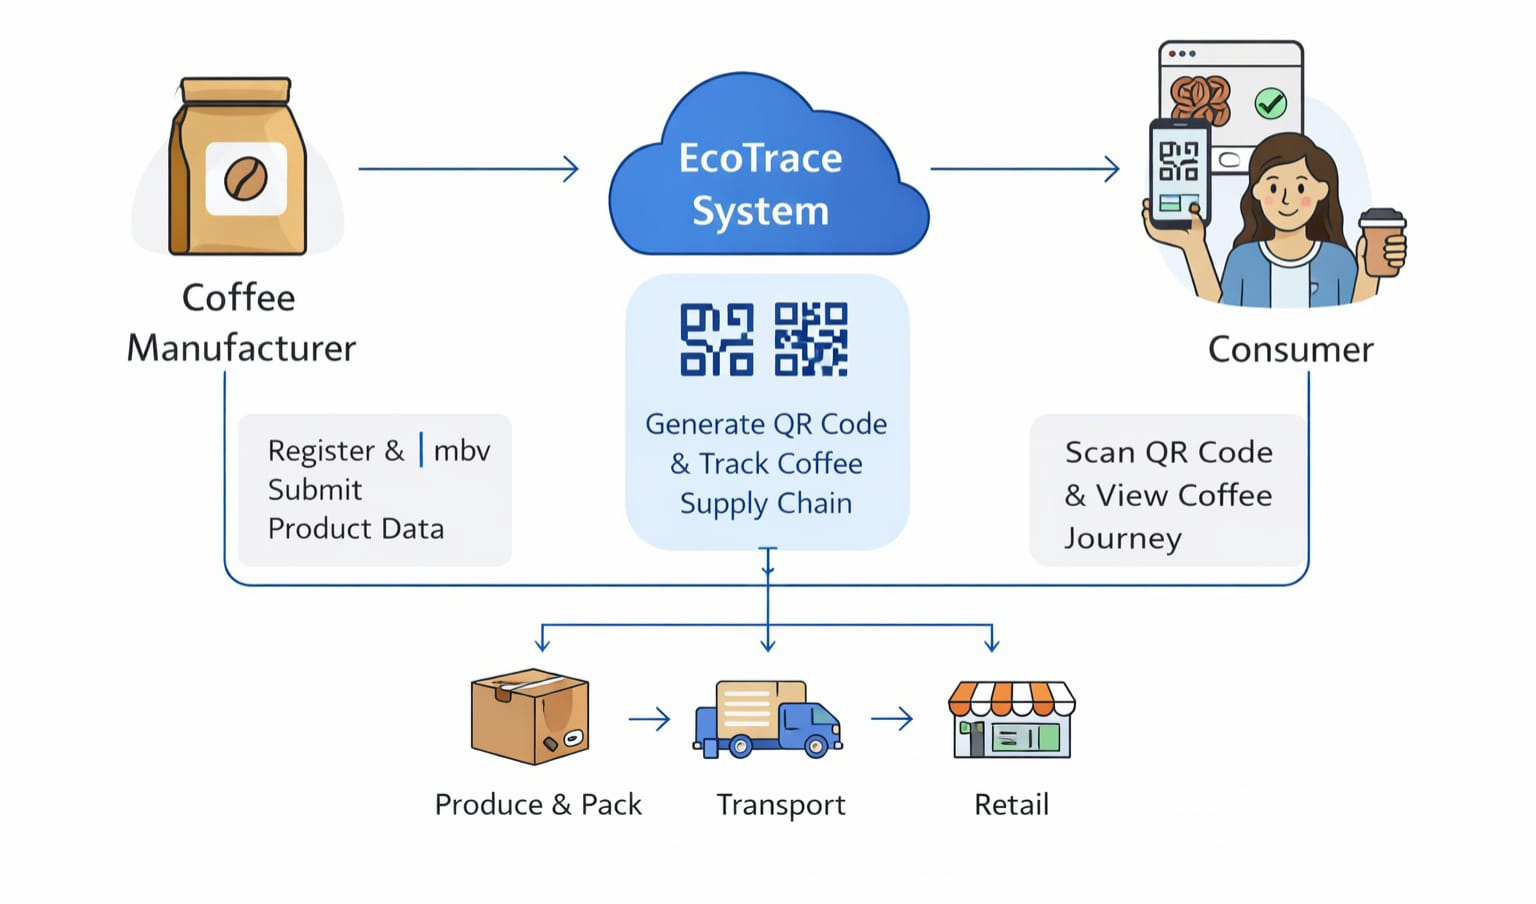 EcoTrace
System
Coffee
Manufacturer
Consumer
Register & | mbv
Submit
Product Data
Generate QR Code
& Track Coffee
Supply Chain
Scan QR Code
& View Coffee
Journey
Produce & Pack
Transport
Retail